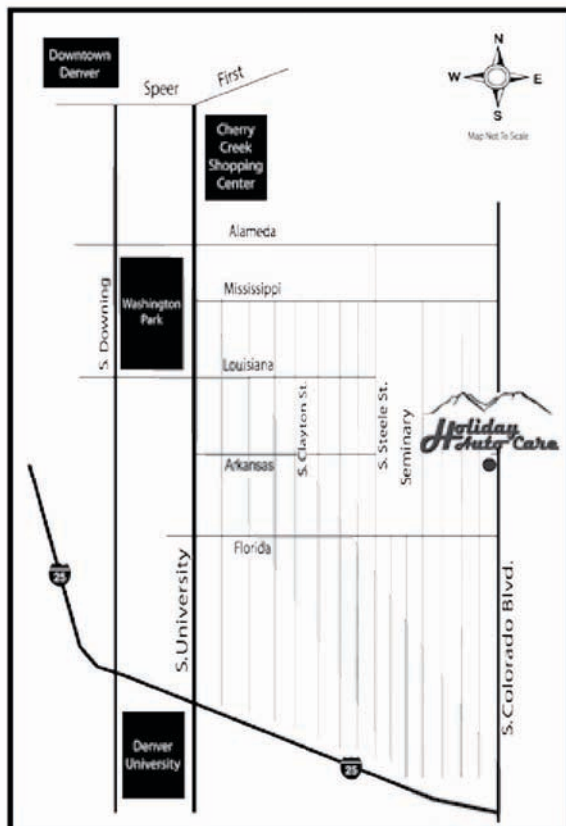 Downtown
Denver
Speer
First
N
W
E
S
Map Not To Scale
Cherry
Creek
Shopping
Center
Alameda
S. Downing
Washington
Park
Mississippi
Louisiana
S. Clayton St.
S. Steele St.
Seminary
Holiday
Auto Care
Arkansas
Florida
25
S.University
S.Colorado Blvd.
Denver
University
25